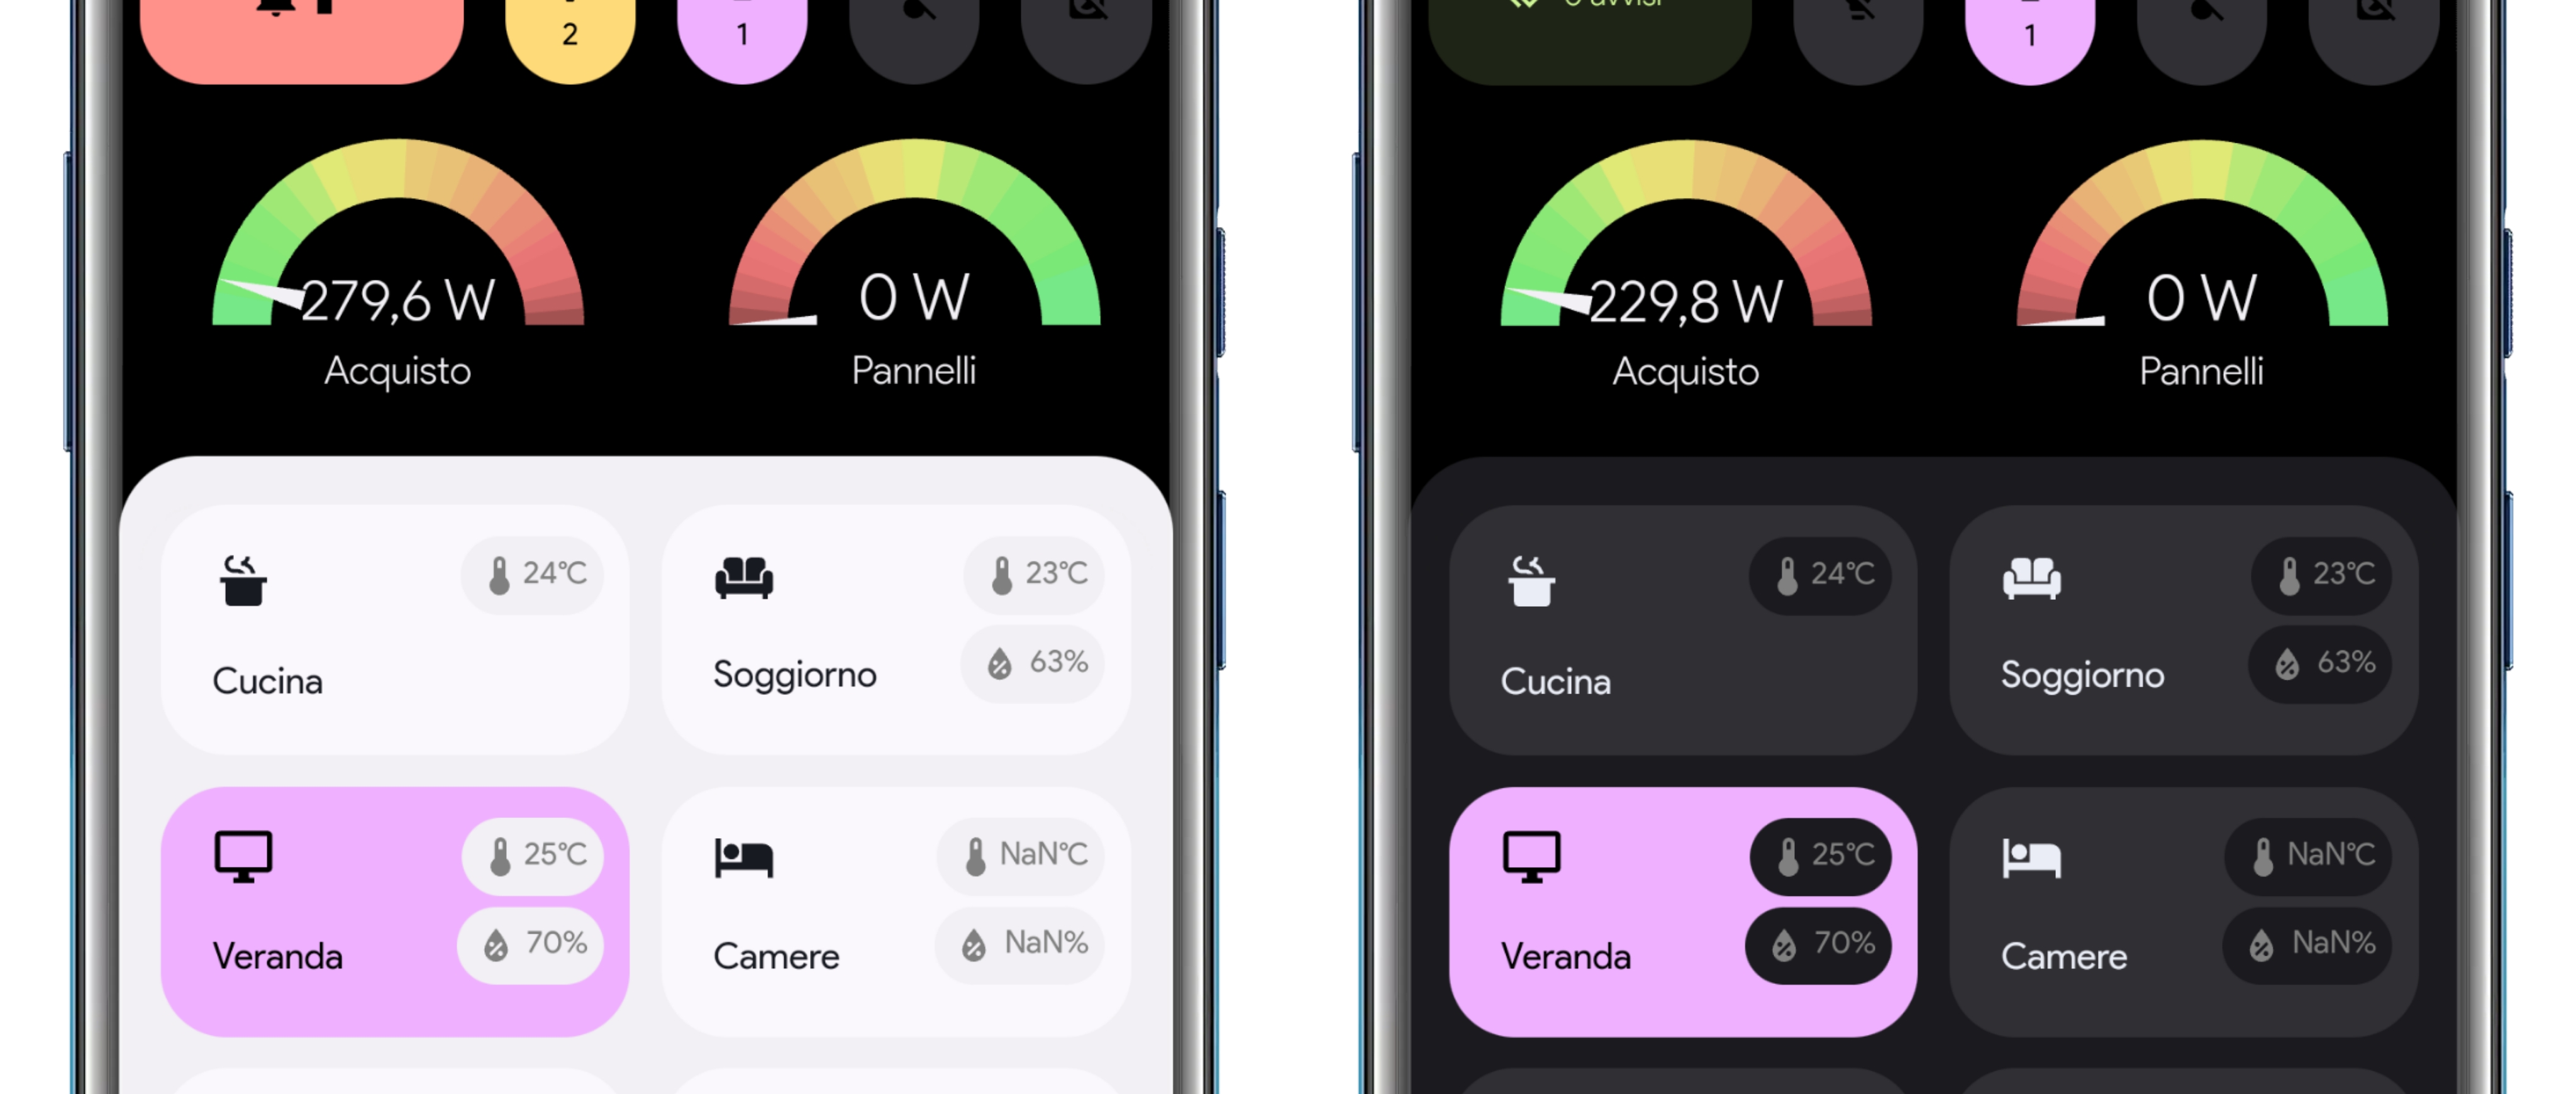 2
1
279,6 W
0 W
Acquisto
Pannelli
24°C
Cucina
23°C
63%
Soggiorno
25°C
70%
Veranda
NaN°C
NaN%
Camere
1
229,8 W
0 W
Acquisto
Pannelli
24°C
Cucina
23°C
63%
Soggiorno
25°C
70%
Veranda
NaN°C
NaN%
Camere